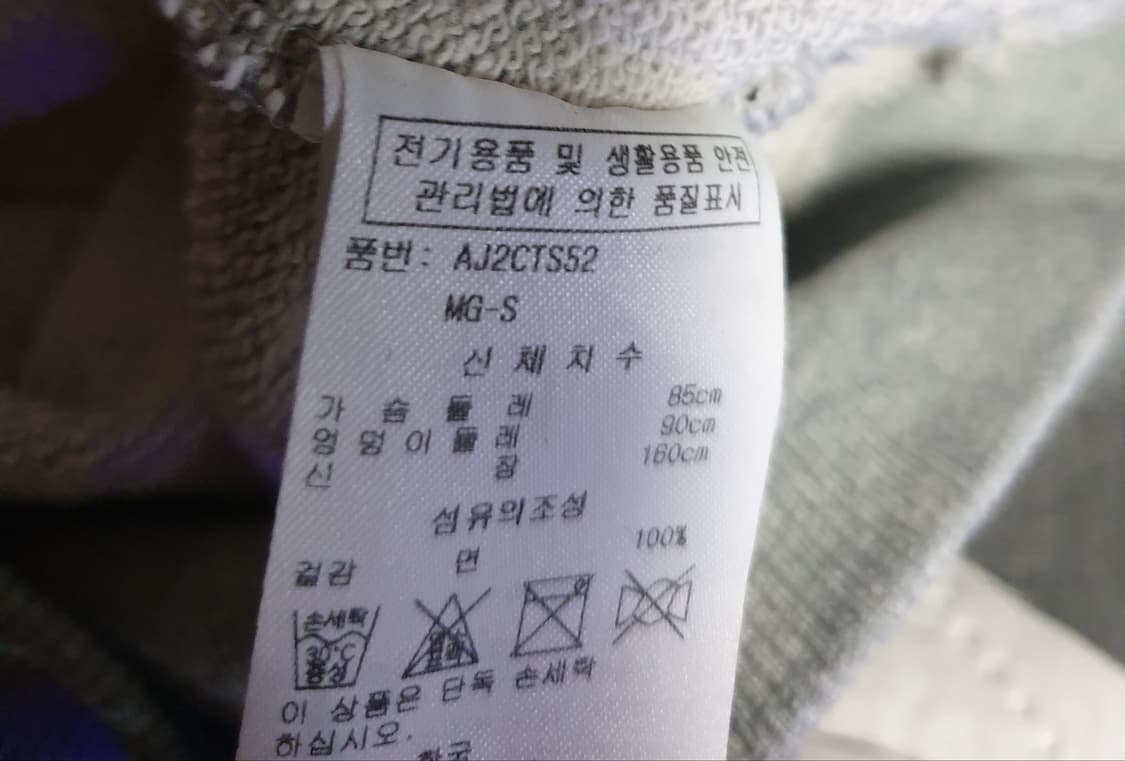 전기용품 및 생활용품 안전
관리법에 의한 품질표시
품번: AJ2CTS52
MG-S
신 체 치 수
가 슴 둘 레 85cm
엉 덩 이 둘 레 90cm
신 장 160cm
섬유의조성
겉감 면 100%
손세탁
30°C
중성
이 상품은 단독 손세탁
하십시오.